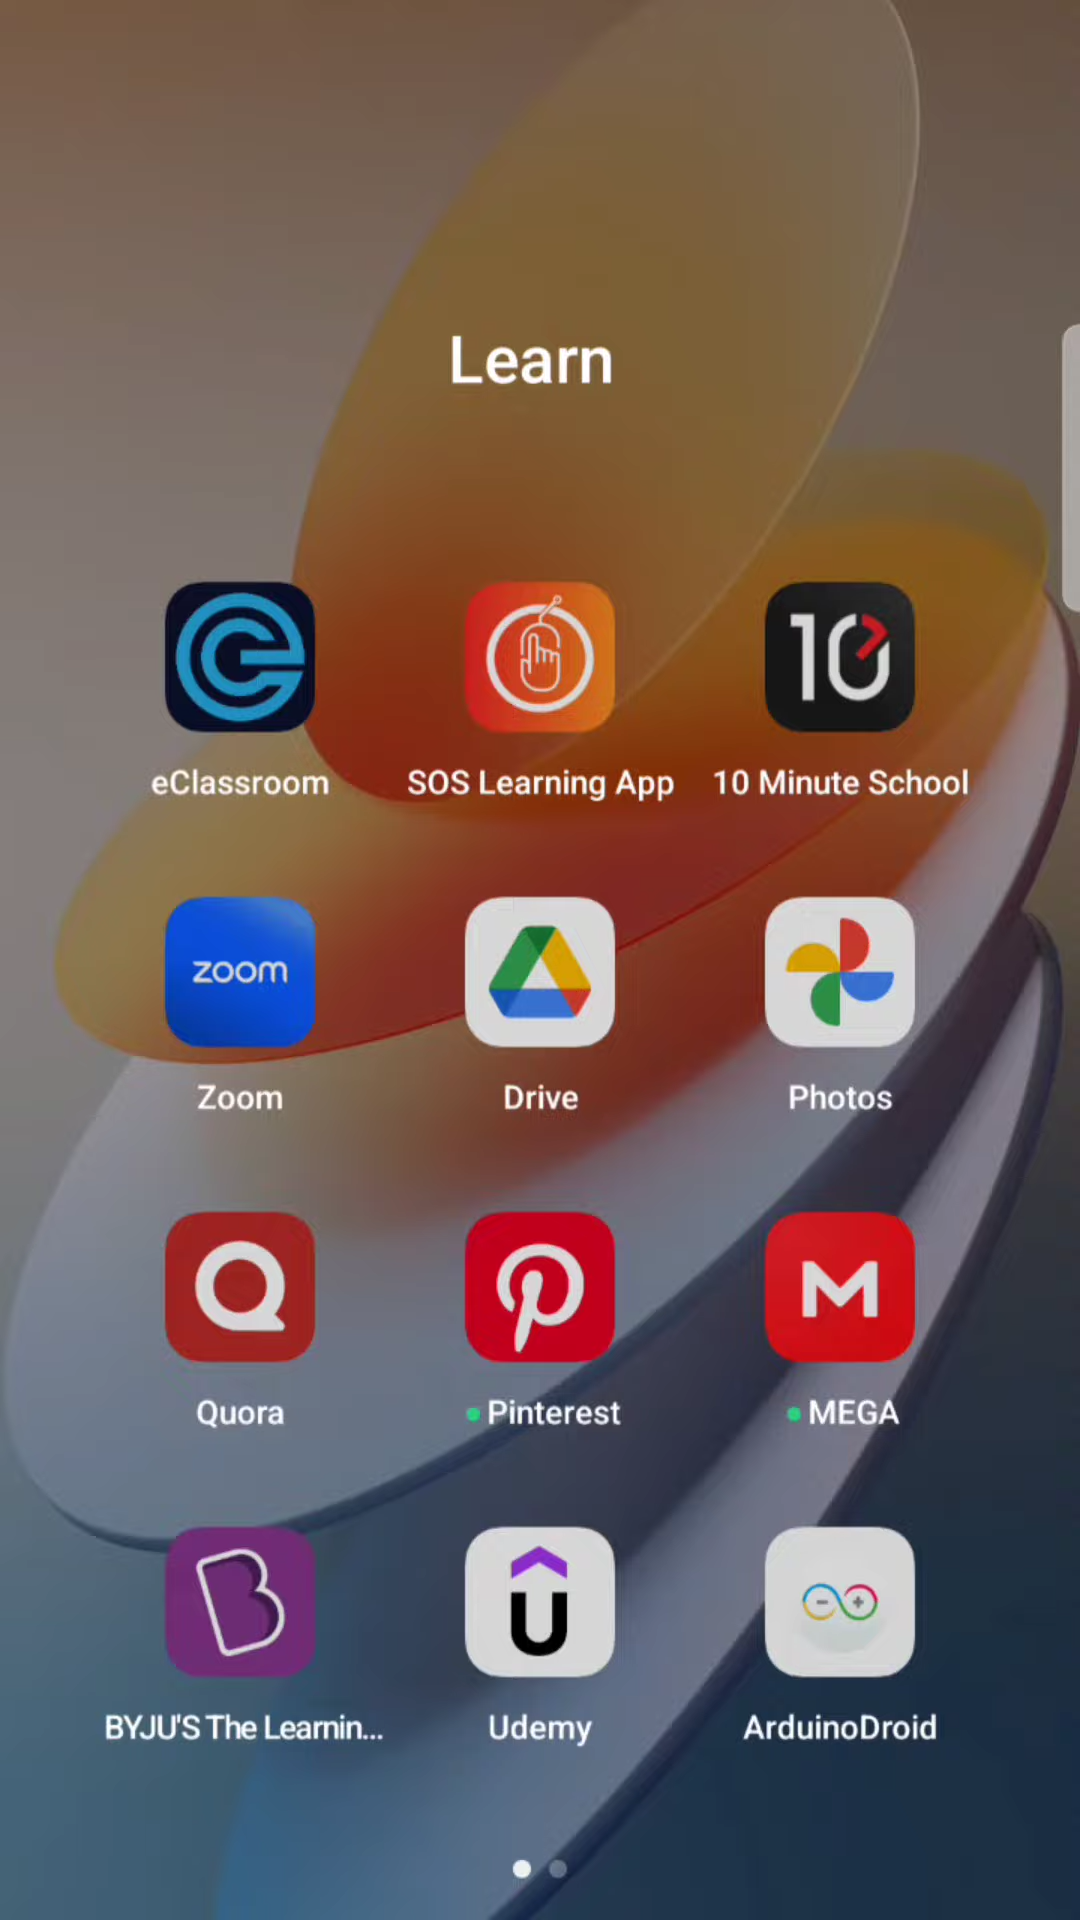 Learn
10
eClassroom
SOS Learning App
10 Minute School
zoom
Zoom
Drive
Photos
Quora
Pinterest
MEGA
BYJU'S The Learnin...
Udemy
ArduinoDroid